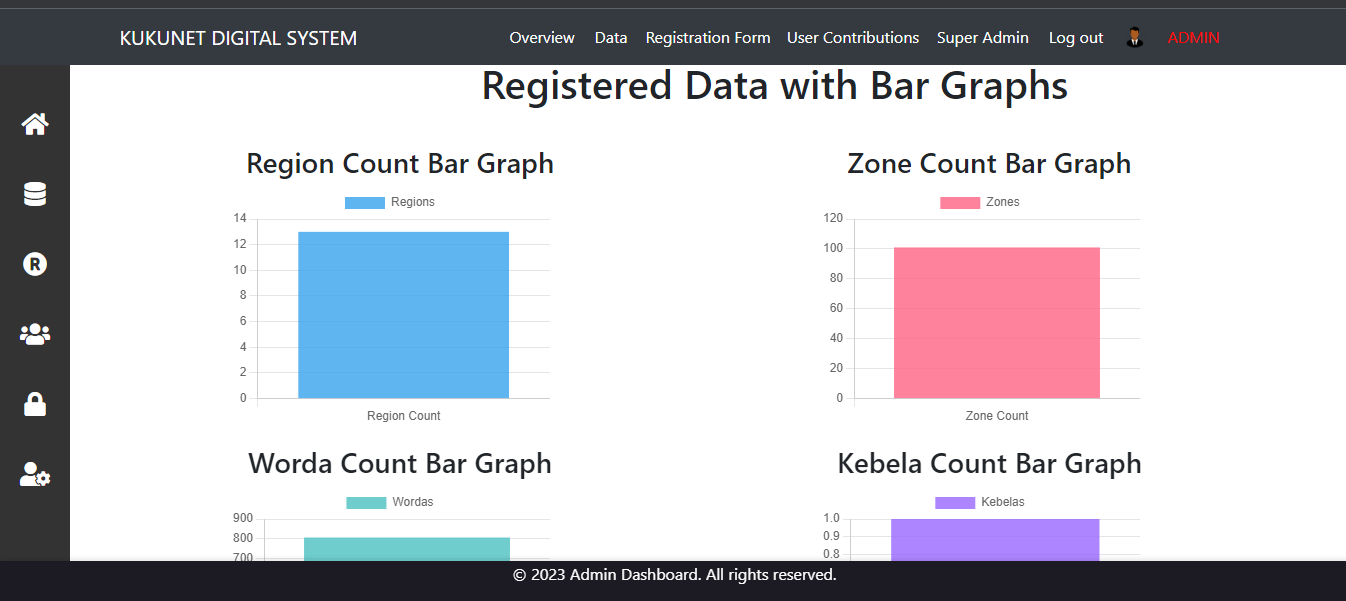 KUKUNET DIGITAL SYSTEM
Overview Data Registration Form User Contributions Super Admin Log out ADMIN
Registered Data with Bar Graphs
R
Region Count Bar Graph
Regions
14
12
10
8
6
4
2
0
Region Count
Zone Count Bar Graph
Zones
120
100
80
60
40
20
0
Zone Count
Worda Count Bar Graph
Wordas
900
800
700
Kebela Count Bar Graph
Kebelas
1.0
0.9
0.8
© 2023 Admin Dashboard. All rights reserved.